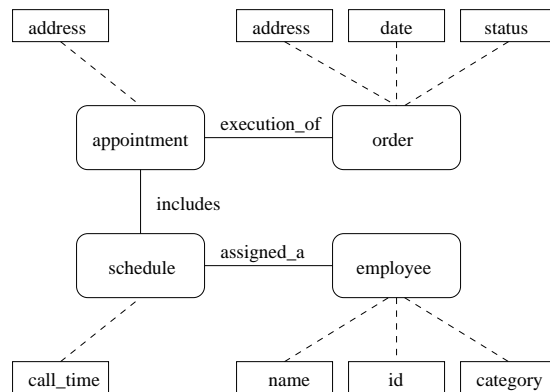 address
address
date
status
execution_of
appointment
order
includes
assigned_a
schedule
employee
call_time
name
id
category